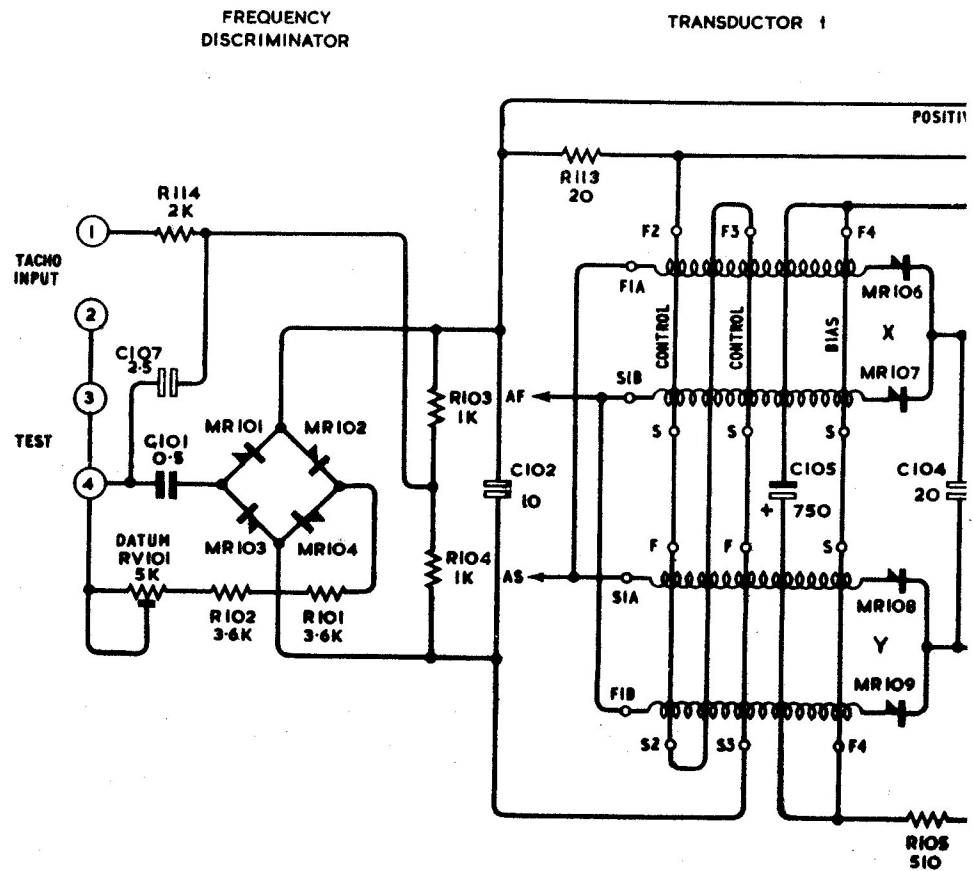 FREQUENCY
DISCRIMINATOR
TRANSDUCTOR 1
R114
2K
1
TACHO
INPUT
2
C107
2·5
3
TEST
C101
0·5
4
MR101
MR102
MR103
MR104
DATUM
RV101
5K
R102
3·6K
R101
3·6K
R103
1K
R104
1K
C102
10
R113
20
F2
F3
F4
F1A
CONTROL
CONTROL
BIAS
MR106
X
MR107
AF
S1B
S
S
S
C105
+ 750
C104
20
F
F
S
AS
S1A
MR108
Y
MR109
F1B
S2
S3
F4
R105
510